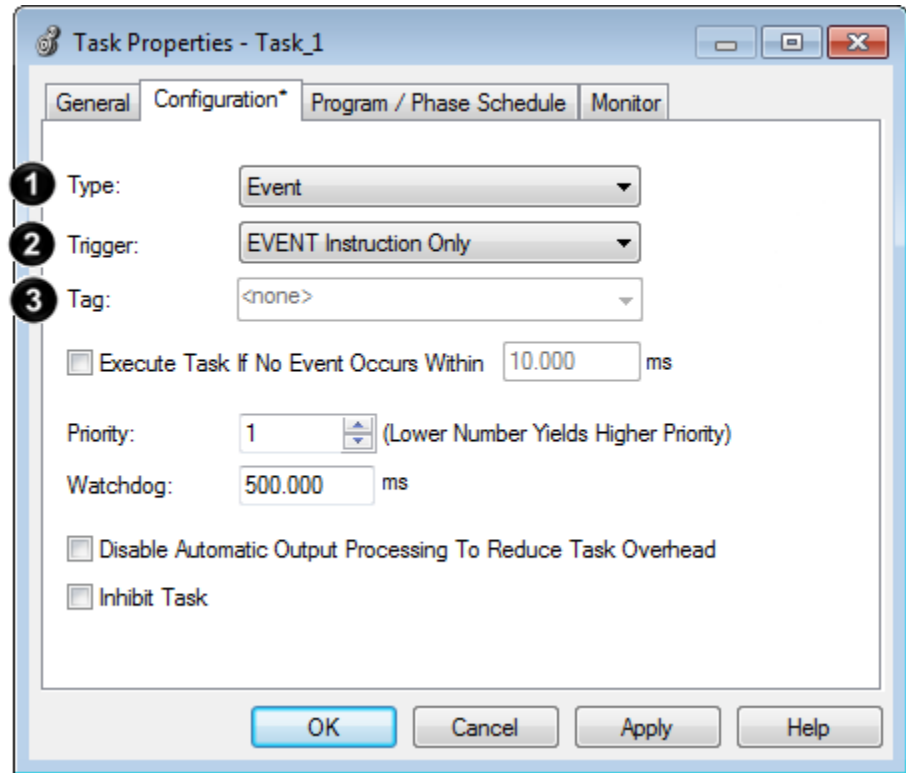 Task Properties - Task_1
General Configuration* Program / Phase Schedule Monitor
1 Type: Event
2 Trigger: EVENT Instruction Only
3 Tag: <none>
Execute Task If No Event Occurs Within 10.000 ms
Priority: 1 (Lower Number Yields Higher Priority)
Watchdog: 500.000 ms
Disable Automatic Output Processing To Reduce Task Overhead
Inhibit Task
OK Cancel Apply Help